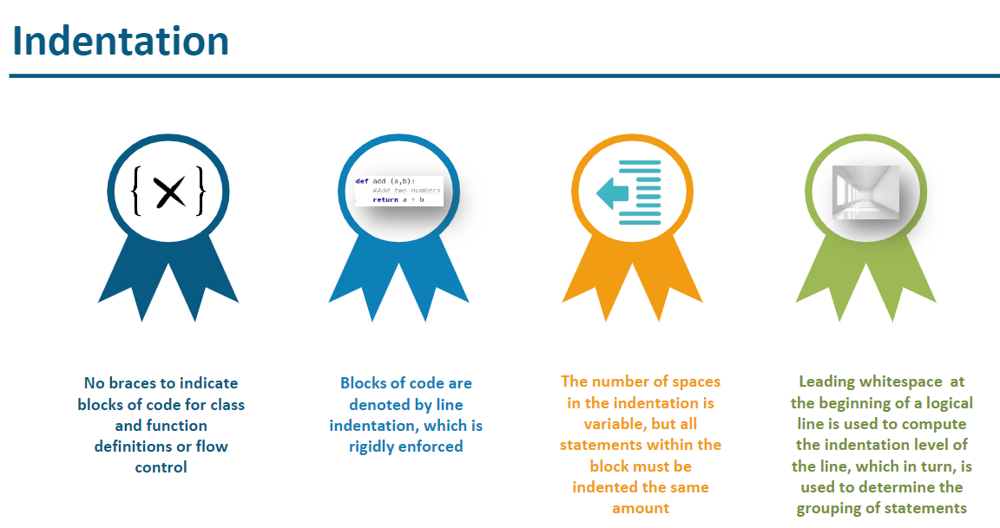 Indentation
{ X }
def add (a,b):
#Add two numbers
return a + b
No braces to indicate
blocks of code for class
and function
definitions or flow
control
Blocks of code are
denoted by line
indentation, which is
rigidly enforced
The number of spaces
in the indentation is
variable, but all
statements within the
block must be
indented the same
amount
Leading whitespace at
the beginning of a logical
line is used to compute
the indentation level of
the line, which in turn, is
used to determine the
grouping of statements